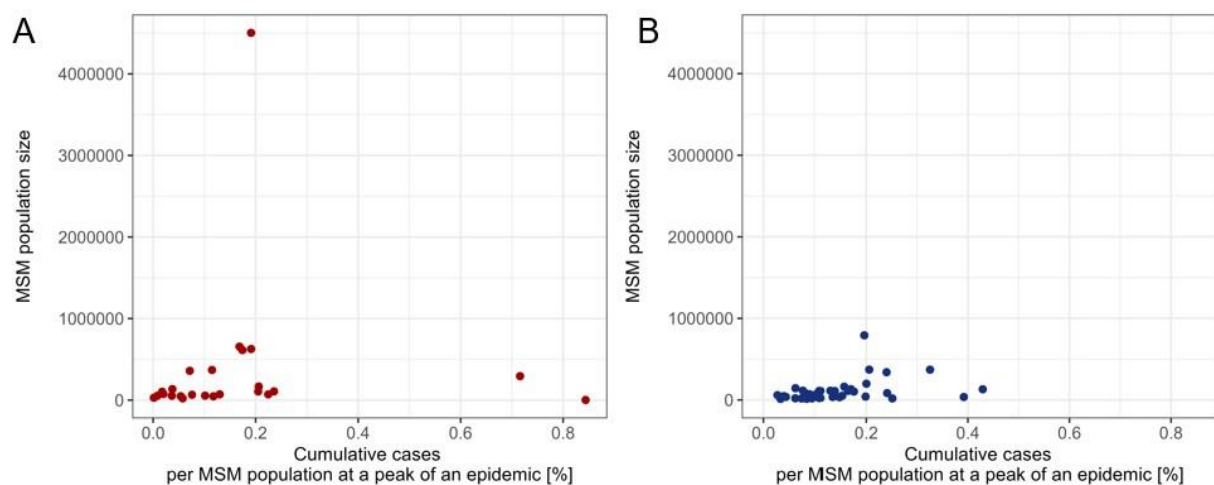 A
MSM population size
4000000
3000000
2000000
1000000
0
0.0 0.2 0.4 0.6 0.8
Cumulative cases
per MSM population at a peak of an epidemic [%]
B
MSM population size
4000000
3000000
2000000
1000000
0
0.0 0.2 0.4 0.6 0.8
Cumulative cases
per MSM population at a peak of an epidemic [%]